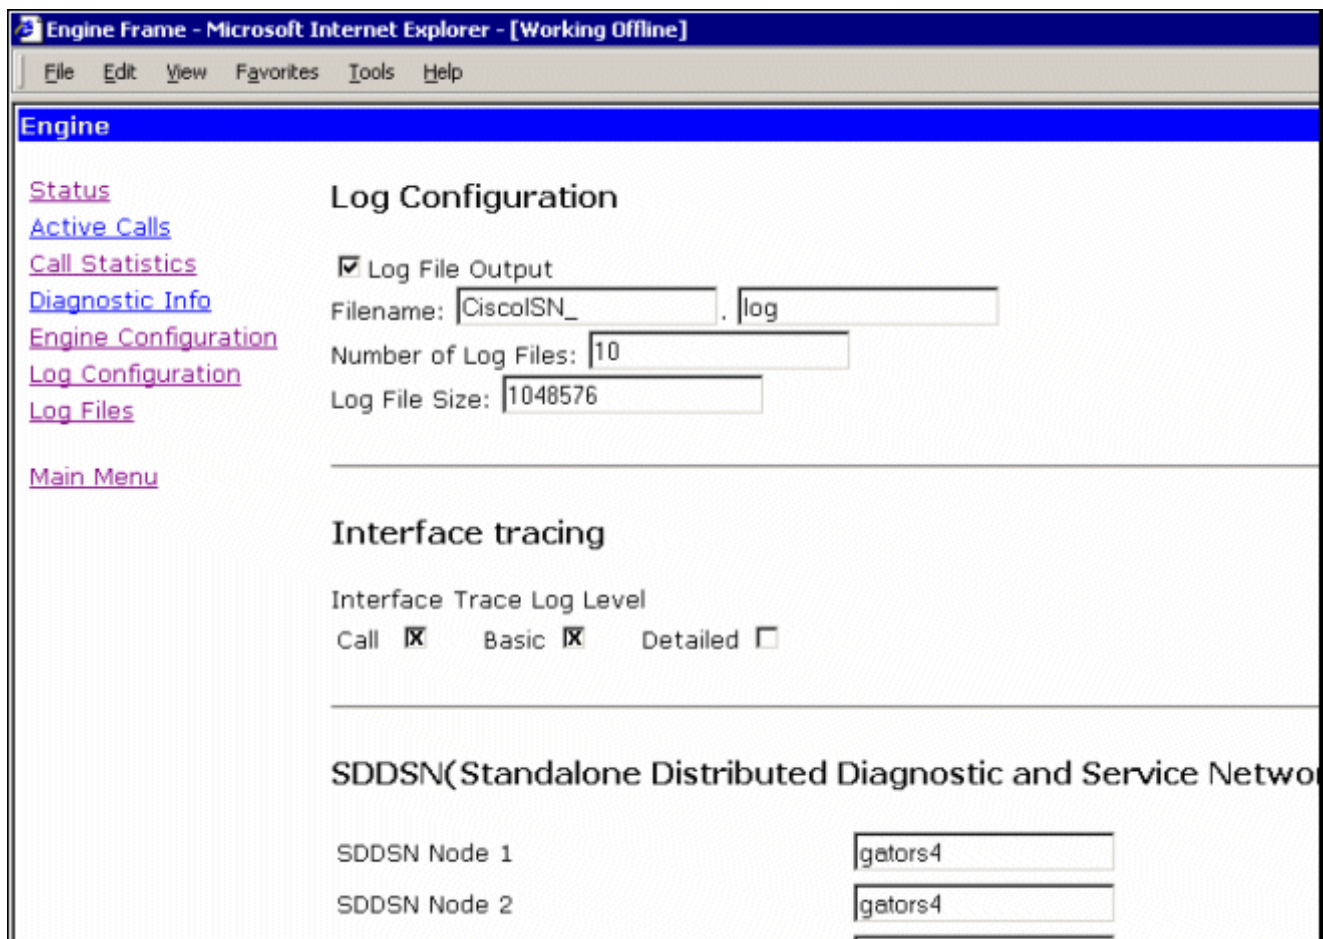 Engine Frame - Microsoft Internet Explorer - [Working Offline]
File Edit View Favorites Tools Help
Engine
Status
Active Calls
Call Statistics
Diagnostic Info
Engine Configuration
Log Configuration
Log Files
Main Menu
Log Configuration
Log File Output
Filename: CiscoISN_ . log
Number of Log Files: 10
Log File Size: 1048576
Interface tracing
Interface Trace Log Level
Call Basic Detailed
SDDSN(Standalone Distributed Diagnostic and Service Networ
SDDSN Node 1 gators4
SDDSN Node 2 gators4